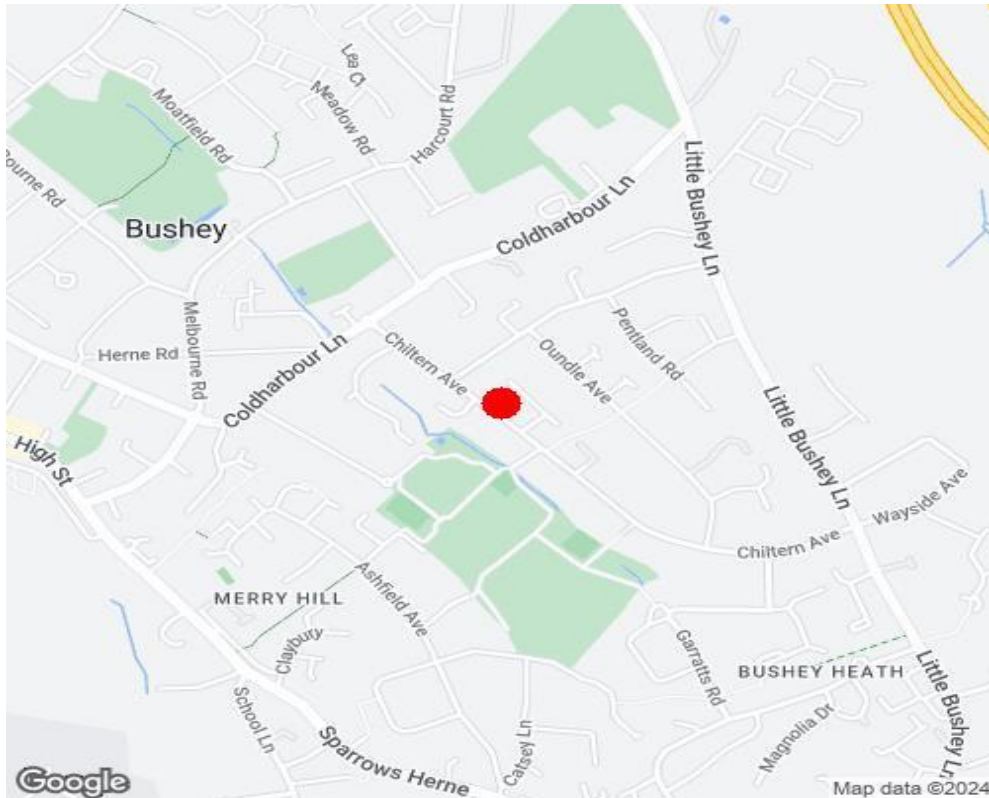 Lea Cl
Moatfield Rd
Meadow Rd
Harcourt Rd
Bourne Rd
Bushey
Little Bushey Ln
Coldharbour Ln
Melbourne Rd
Herne Rd
Chiltern Ave
Pentland Rd
Oundle Ave
Coldharbour Ln
High St
Little Bushey Ln
Wayside Ave
Chiltern Ave
MERRY HILL
Ashfield Ave
Claybury
Garratts Rd
BUSHEY HEATH
Little Bushey Ln
School Ln
Sparrows Herne
Catsey Ln
Magnolia Dr
Google
Map data ©2024